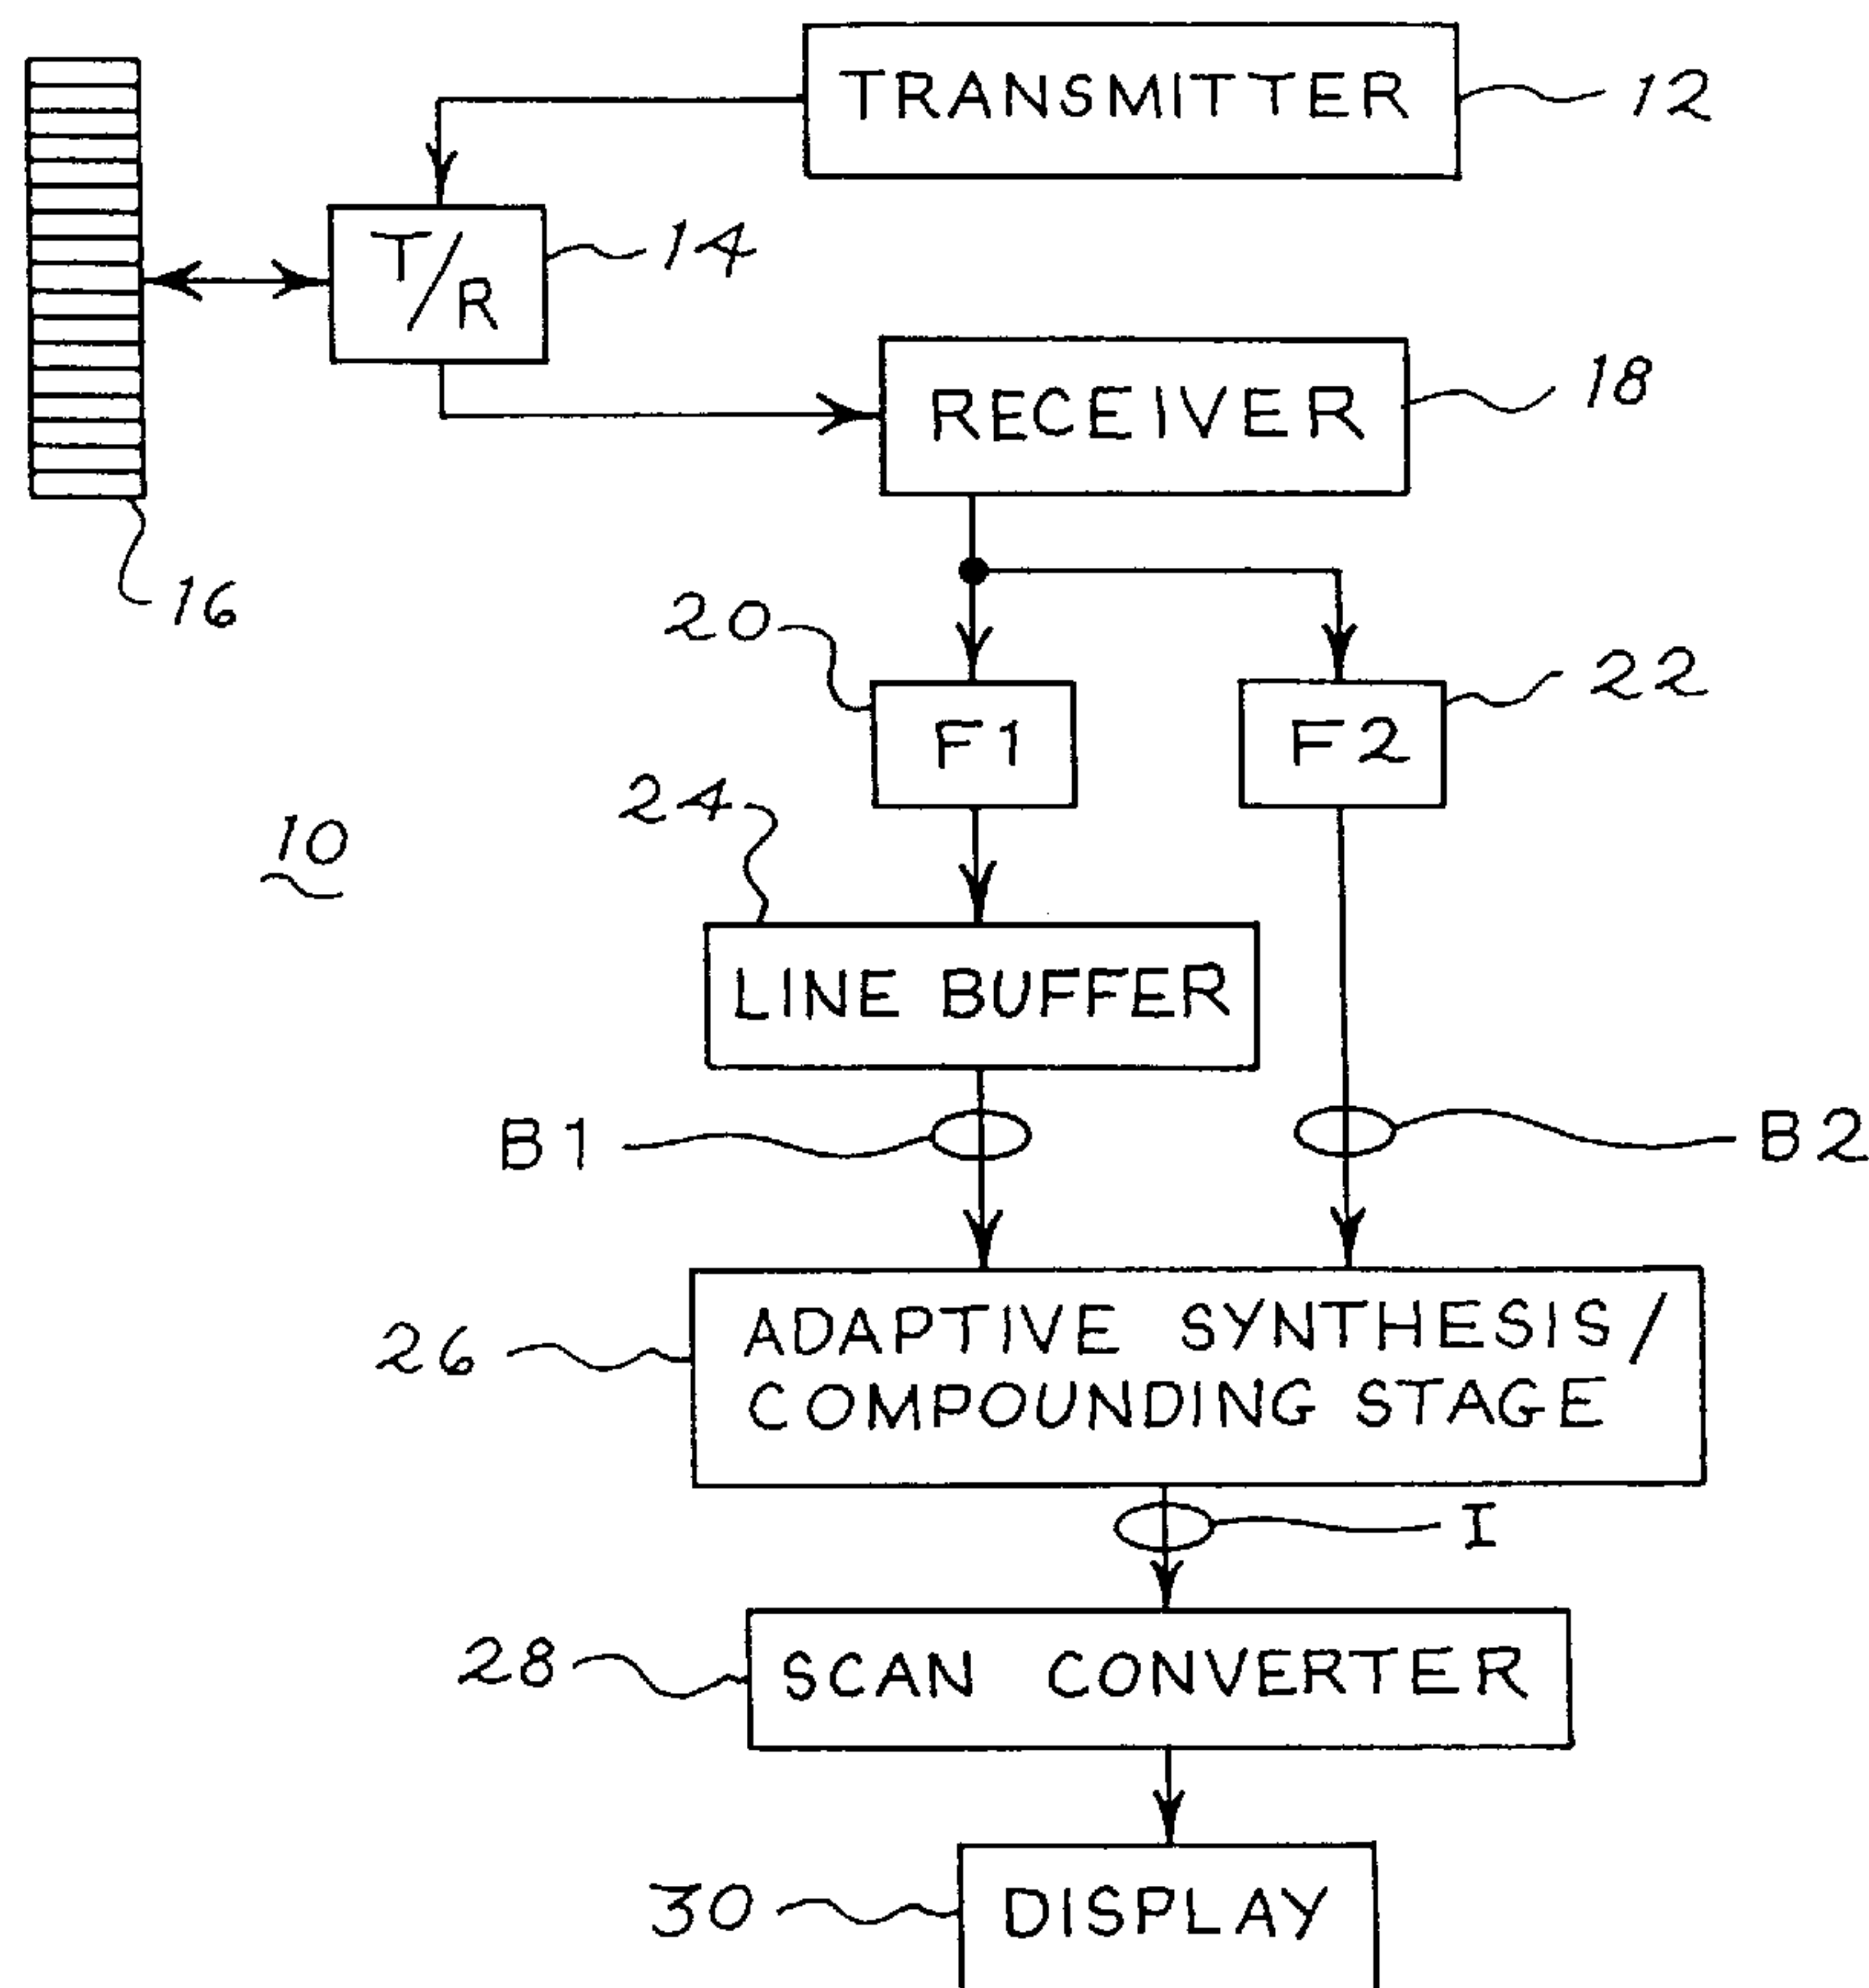 TRANSMITTER
12
T/R
14
RECEIVER
18
16
20
22
F1
F2
24
10
LINE BUFFER
B1
B2
26
ADAPTIVE SYNTHESIS/
COMPOUNDING STAGE
I
28
SCAN CONVERTER
30
DISPLAY